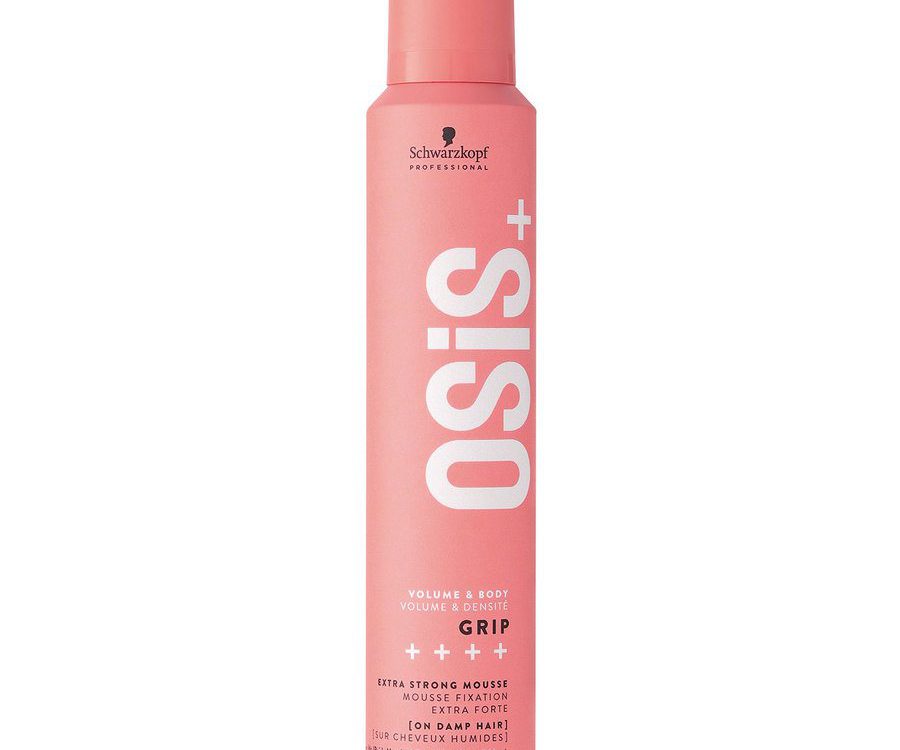 Schwarzkopf
PROFESSIONAL
OSiS+
VOLUME & BODY
VOLUME & DENSITÉ
GRIP
++++
EXTRA STRONG MOUSSE
MOUSSE FIXATION
EXTRA FORTE
[ON DAMP HAIR]
[SUR CHEVEUX HUMIDES]